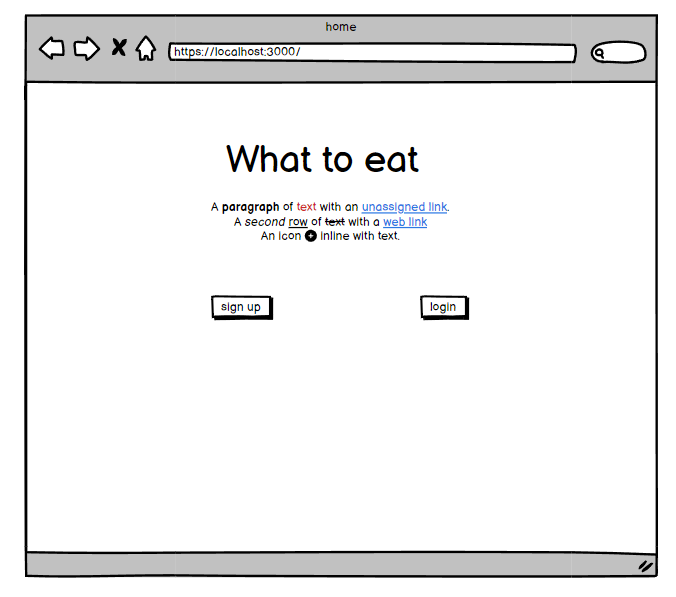 home
https://localhost:3000/
What to eat
A paragraph of text with an unassigned link.
A second row of text with a web link
An icon inline with text.
sign up
login